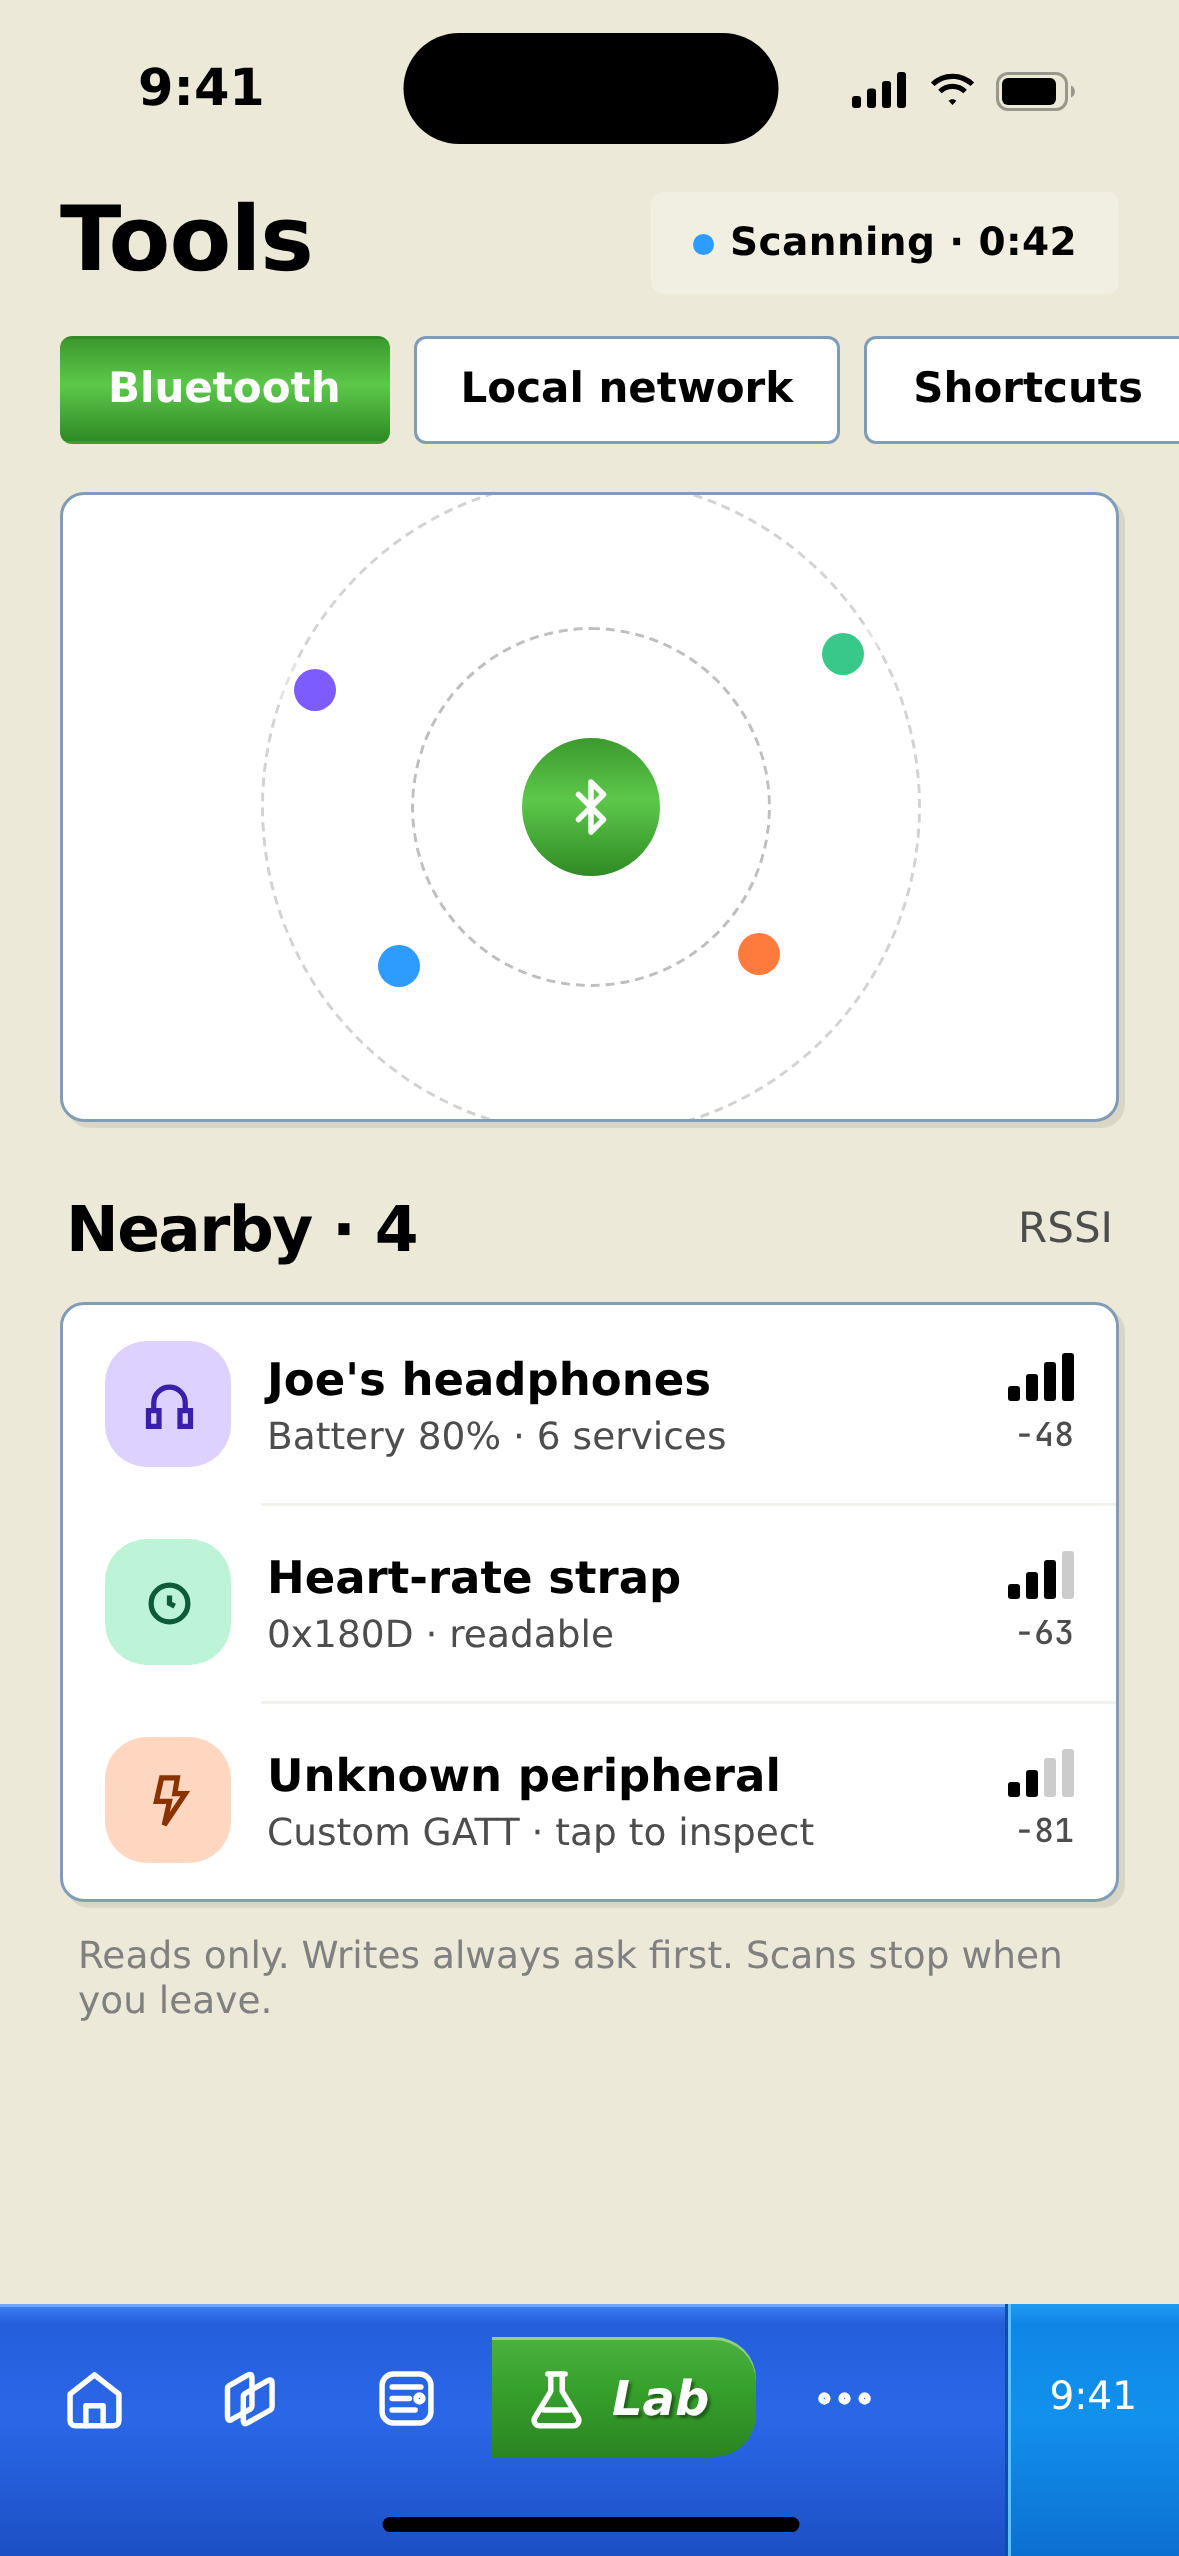 9:41
Tools
Scanning · 0:42
Bluetooth
Local network
Shortcuts
Nearby · 4
RSSI
Joe's headphones
Battery 80% · 6 services
-48
Heart-rate strap
0x180D · readable
-63
Unknown peripheral
Custom GATT · tap to inspect
-81
Reads only. Writes always ask first. Scans stop when
you leave.
Lab
9:41